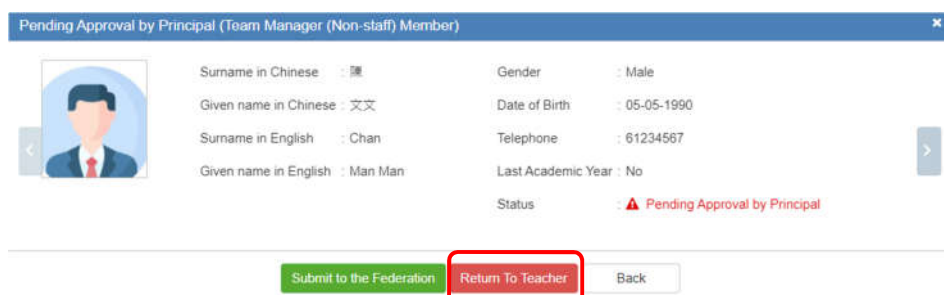 Pending Approval by Principal (Team Manager (Non-staff) Member) ×
Surname in Chinese : 陳 Gender : Male
Given name in Chinese : 文文 Date of Birth : 05-05-1990
Surname in English : Chan Telephone : 61234567
Given name in English : Man Man Last Academic Year : No
Status : Pending Approval by Principal
Submit to the Federation Return To Teacher Back